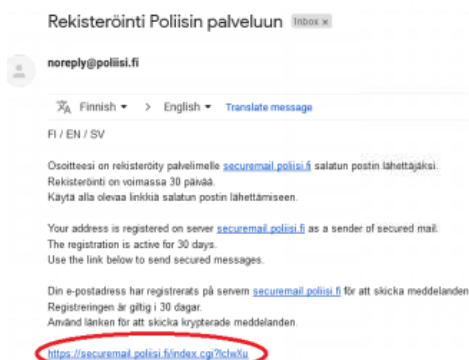 Rekisteröinti Poliisin palveluun Inbox x
noreply@poliisi.fi
Finnish > English Translate message
FI / EN / SV
Osoitteesi on rekisteröity palvelimelle securemail.poliisi.fi salatun postin lähettäjäksi.
Rekisteröinti on voimassa 30 päivää.
Käytä alla olevaa linkkiä salatun postin lähettämiseen.
Your address is registered on server securemail.poliisi.fi as a sender of secured mail.
The registration is active for 30 days.
Use the link below to send secured messages.
Din e-postadress har registrerats på servern securemail.poliisi.fi för att skicka meddelanden
Registreringen är giltig i 30 dagar.
Använd länken för att skicka krypterade meddelanden.
https://securemail.poliisi.fi/index.cgi?lclwXu